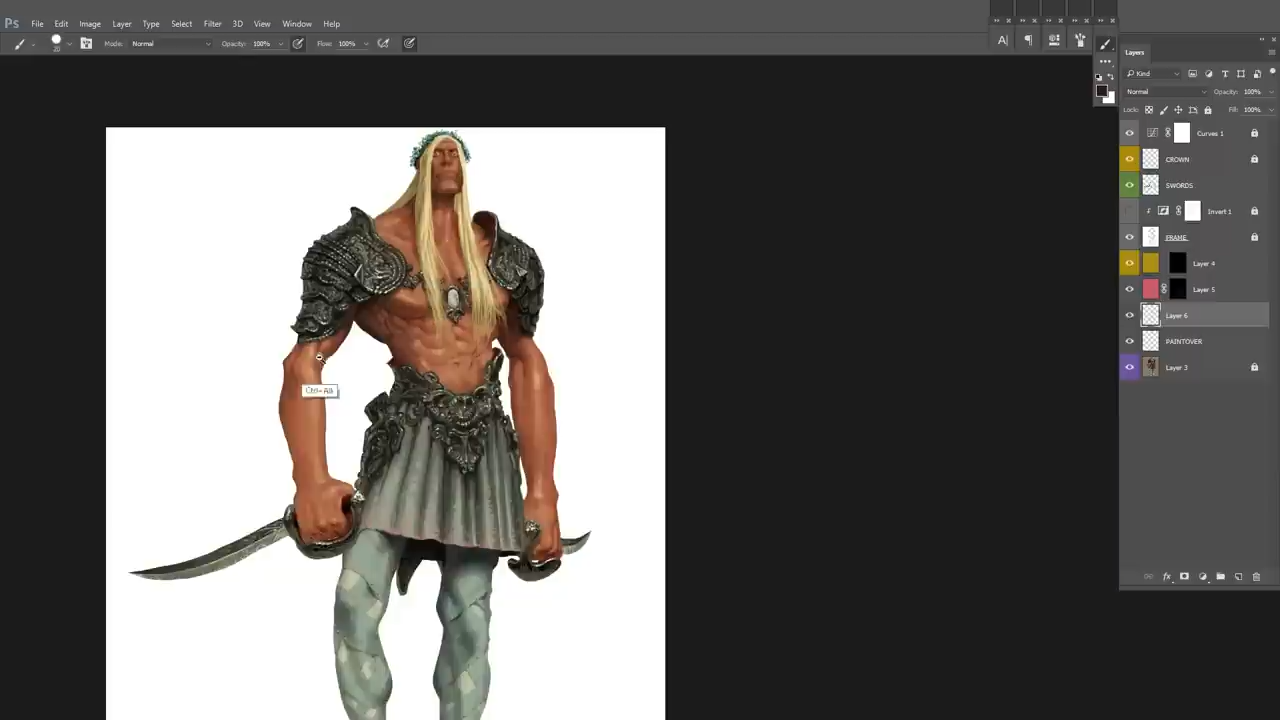 Ps File Edit Image Layer Type Select Filter 3D View Window Help
20 Mode: Normal Opacity: 100% Flow: 100%
Layers
Kind
Normal Opacity: 100%
Lock: Fill: 100%
Curves 1
CROWN
SWORDS
Invert 1
FRAME
Layer 4
Layer 5
Layer 6
PAINTOVER
Layer 3
fx